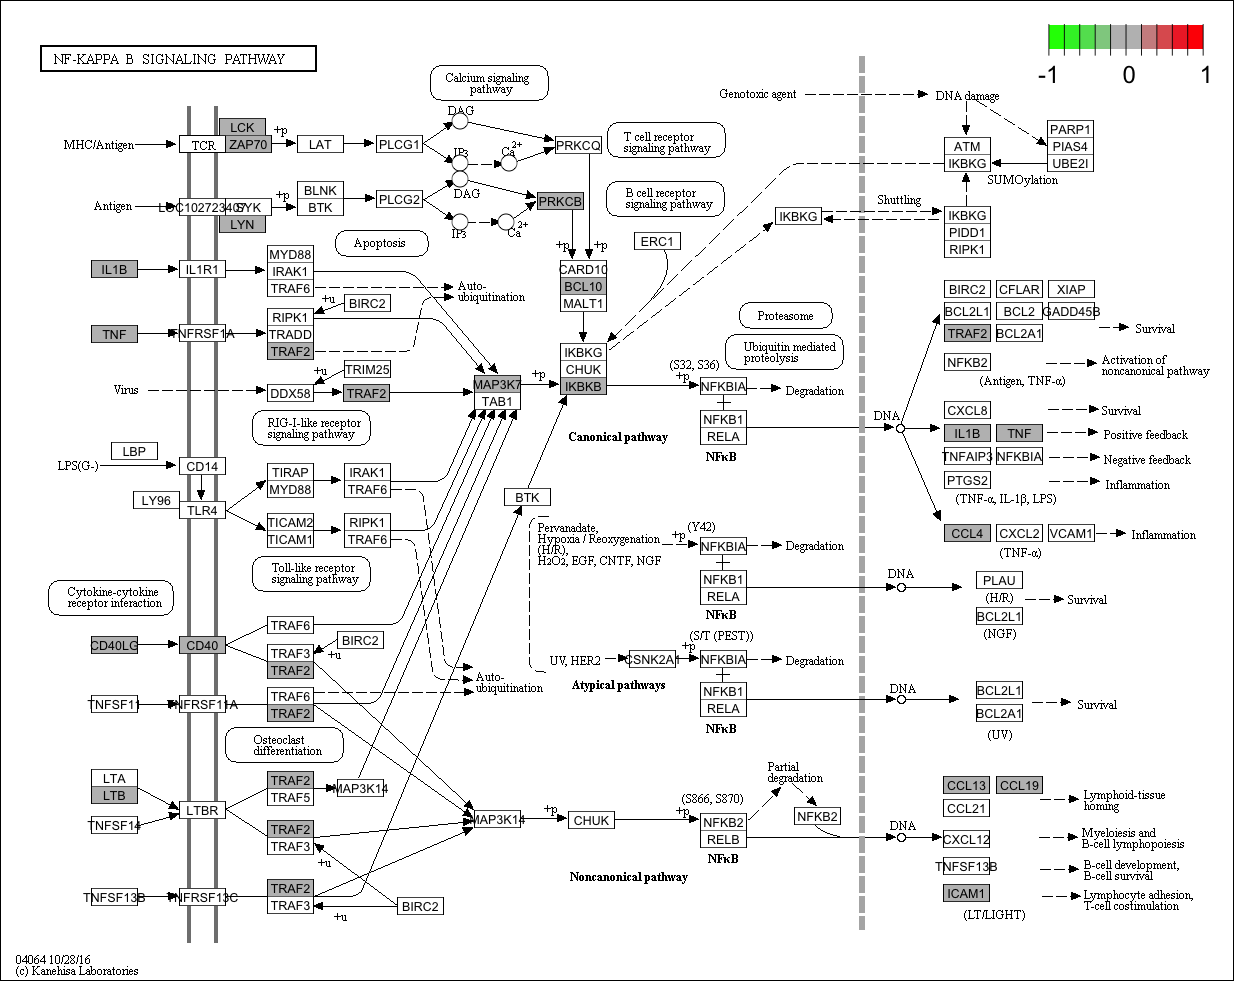 NF-KAPPA B SIGNALING PATHWAY
-1 0 1
Calcium signaling
pathway
Genotoxic agent
DNA damage
DAG
LCK
+p
MHC/Antigen
TCR
ZAP70
LAT
PLCG1
PRKCQ
T cell receptor
signaling pathway
IP3
Ca2+
ATM
IKBKG
PARP1
PIAS4
UBE2I
SUMOylation
BLNK
BTK
+p
Antigen
LOC102723407
SYK
LYN
PLCG2
DAG
PRKCB
IP3
Ca2+
B cell receptor
signaling pathway
Shuttling
IKBKG
IKBKG
PIDD1
RIPK1
Apoptosis
+p
+p
ERC1
MYD88
IL1B
IL1R1
IRAK1
TRAF6
Auto-
ubiquitination
CARD10
BCL10
MALT1
BIRC2
CFLAR
XIAP
BCL2L1
BCL2
GADD45B
TRAF2
BCL2A1
Survival
+u
BIRC2
RIPK1
TNF
TNFRSF1A
TRADD
TRAF2
Proteasome
Ubiquitin mediated
proteolysis
IKBKG
CHUK
IKBKB
NFKB2
Activation of
noncanonical pathway
(Antigen, TNF-α)
+u
TRIM25
Virus
DDX58
TRAF2
MAP3K7
TAB1
+p
(S32, S36)
+p
NFKBIA
Degradation
RIG-I-like receptor
signaling pathway
NFKB1
RELA
NFκB
Canonical pathway
DNA
CXCL8
Survival
IL1B
TNF
Positive feedback
TNFAIP3
NFKBIA
Negative feedback
PTGS2
Inflammation
(TNF-α, IL-1β, LPS)
LBP
LPS(G-)
CD14
TIRAP
MYD88
IRAK1
TRAF6
LY96
TLR4
BTK
TICAM2
TICAM1
RIPK1
TRAF6
Pervanadate,
Hypoxia / Reoxygenation
(H/R),
H2O2, EGF, CNTF, NGF
+p
(Y42)
NFKBIA
Degradation
CCL4
CXCL2
VCAM1
Inflammation
(TNF-α)
Toll-like receptor
signaling pathway
NFKB1
RELA
NFκB
DNA
PLAU
(H/R)
Survival
BCL2L1
(NGF)
Cytokine-cytokine
receptor interaction
TRAF6
BIRC2
+u
CD40LG
CD40
TRAF3
TRAF2
(S/T (PEST))
+p
UV, HER2
CSNK2A1
NFKBIA
Degradation
Auto-
ubiquitination
Atypical pathways
TNFSF11
TNFRSF11A
TRAF6
TRAF2
NFKB1
RELA
NFκB
DNA
BCL2L1
BCL2A1
Survival
(UV)
Osteoclast
differentiation
LTA
LTB
TRAF2
TRAF5
MAP3K14
Partial
degradation
CCL13
CCL19
CCL21
Lymphoid-tissue
homing
TNFSF14
LTBR
TRAF2
TRAF3
+u
MAP3K14
+p
CHUK
(S866, S870)
+p
NFKB2
RELB
NFκB
NFKB2
DNA
CXCL12
Myeloiesis and
B-cell lymphopoiesis
TNFSF13B
B-cell development,
B-cell survival
Noncanonical pathway
TNFSF13B
TNFRSF13C
TRAF2
TRAF3
+u
BIRC2
ICAM1
Lymphocyte adhesion,
T-cell costimulation
(LT/LIGHT)
04064 10/28/16
(c) Kanehisa Laboratories